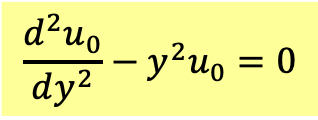 d²u₀/dy² − y²u₀ = 0